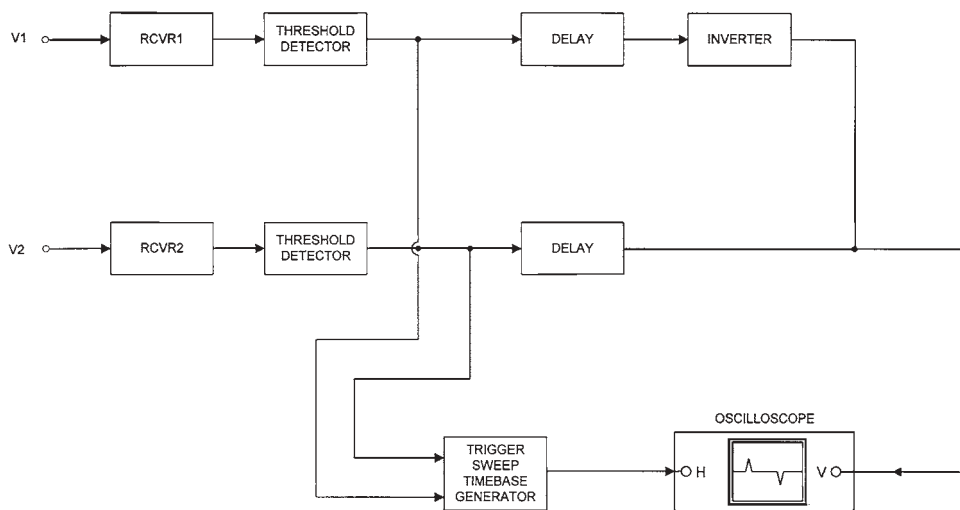 V1
RCVR1
THRESHOLD
DETECTOR
DELAY
INVERTER
V2
RCVR2
THRESHOLD
DETECTOR
DELAY
TRIGGER
SWEEP
TIMEBASE
GENERATOR
OSCILLOSCOPE
H
V